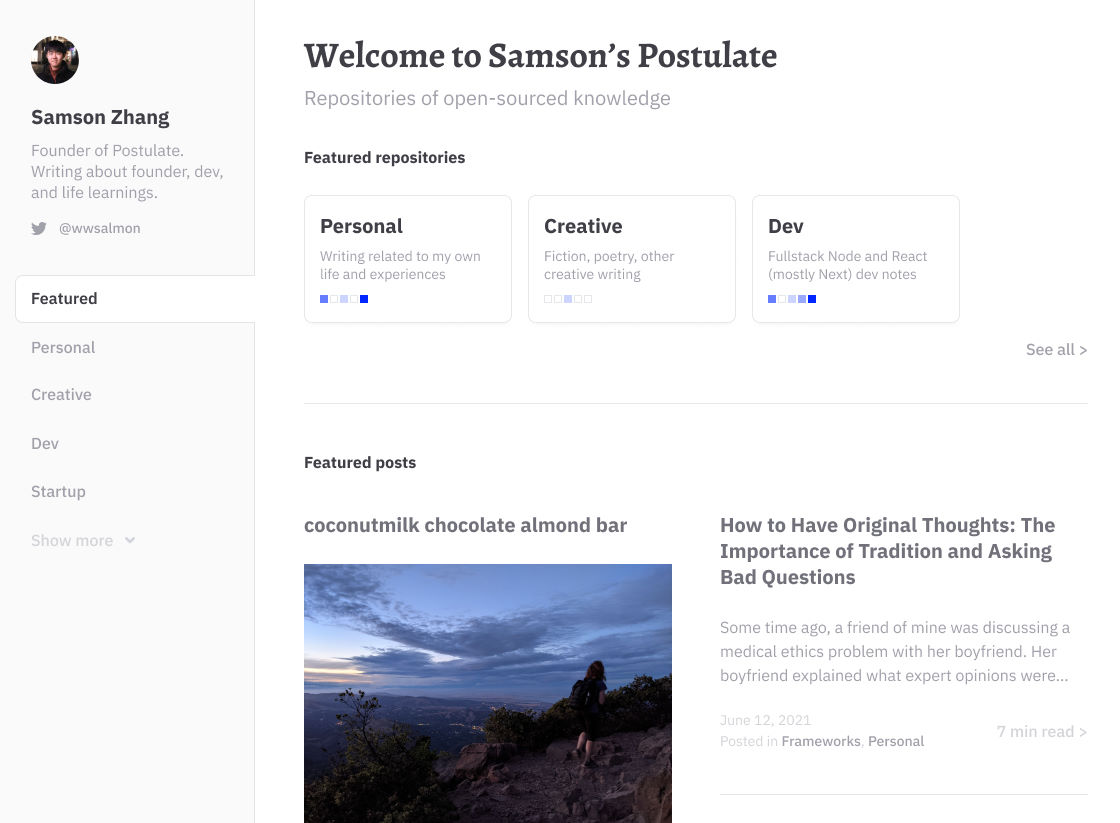 Samson Zhang
Founder of Postulate.
Writing about founder, dev,
and life learnings.
@wwsalmon
Featured
Personal
Creative
Dev
Startup
Show more
Welcome to Samson’s Postulate
Repositories of open-sourced knowledge
Featured repositories
Personal
Writing related to my own
life and experiences
Creative
Fiction, poetry, other
creative writing
Dev
Fullstack Node and React
(mostly Next) dev notes
See all >
Featured posts
coconutmilk chocolate almond bar
How to Have Original Thoughts: The
Importance of Tradition and Asking
Bad Questions
Some time ago, a friend of mine was discussing a
medical ethics problem with her boyfriend. Her
boyfriend explained what expert opinions were...
June 12, 2021
Posted in Frameworks, Personal
7 min read >